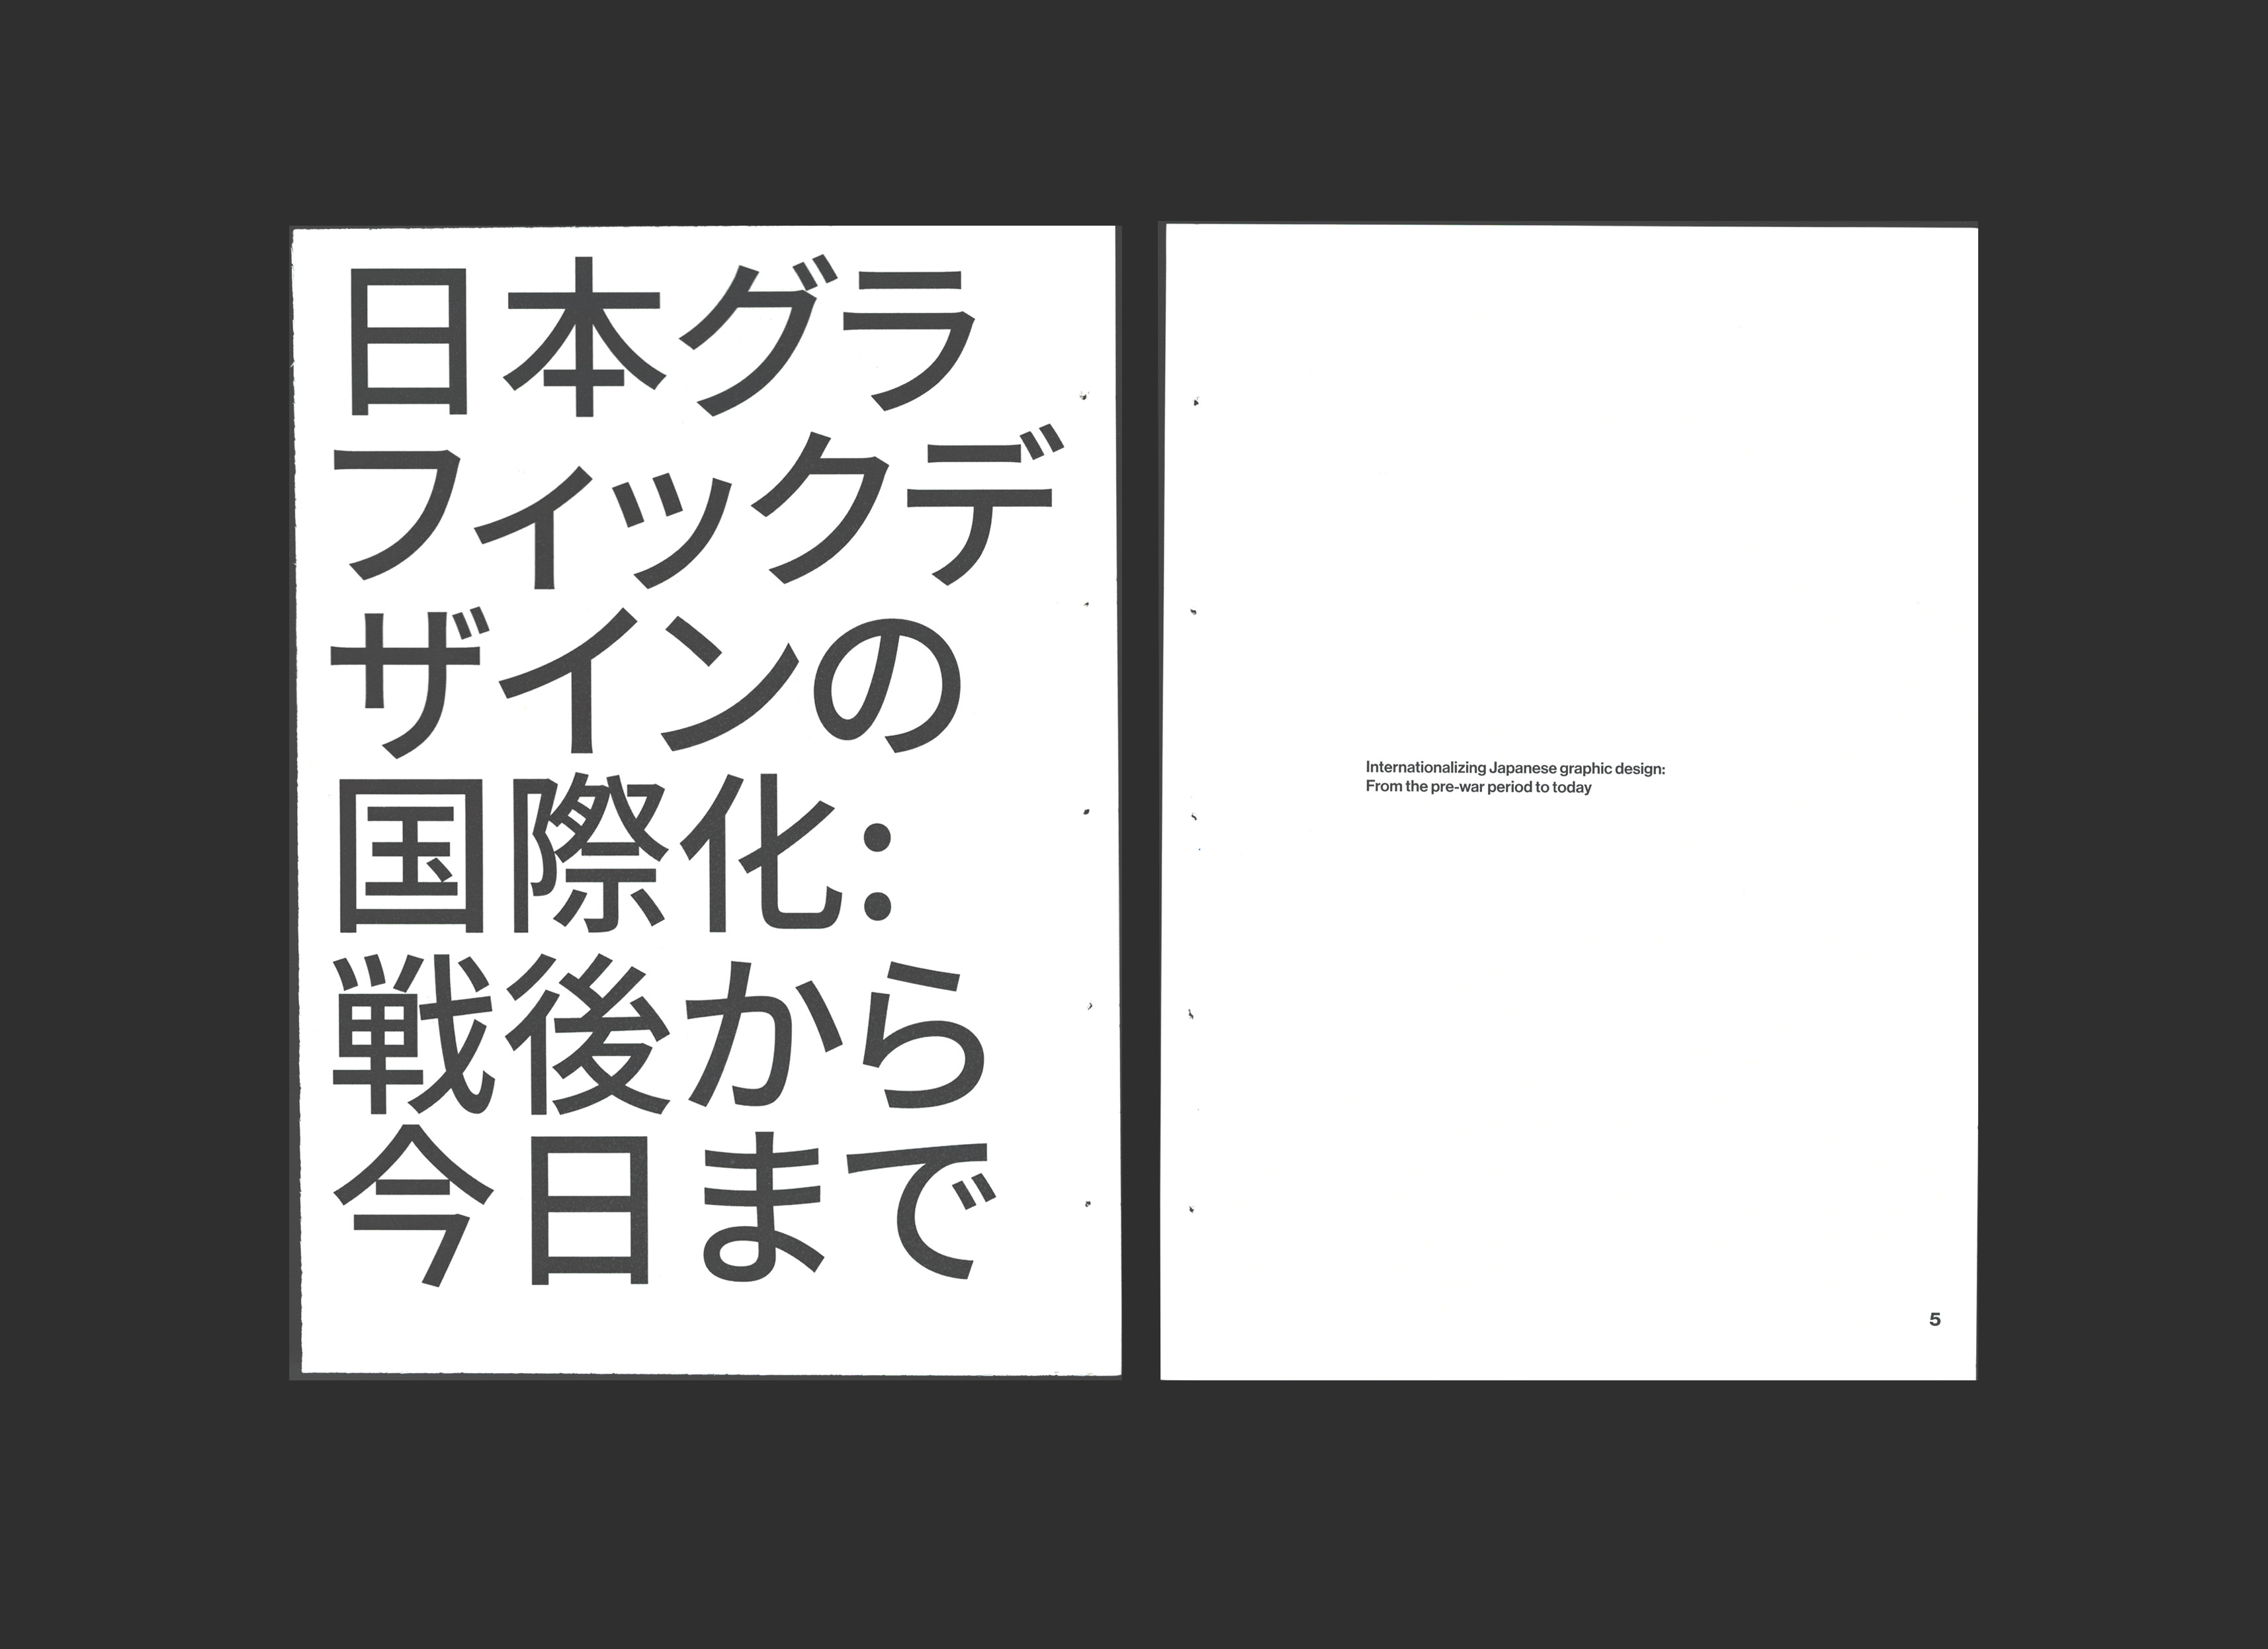 日本グラ
フィックデ
ザインの
国際化:
戦後から
今日まで
Internationalizing Japanese graphic design:
From the pre-war period to today
5